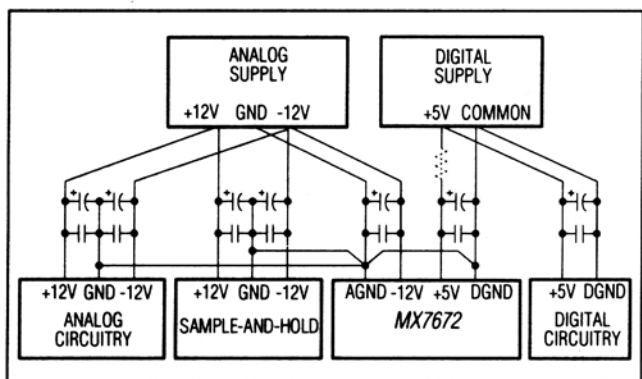 ANALOG
SUPPLY
+12V GND -12V
DIGITAL
SUPPLY
+5V COMMON
+ + + + + + +
+12V GND -12V
ANALOG
CIRCUITRY
+12V GND -12V
SAMPLE-AND-HOLD
AGND -12V +5V DGND
MX7672
+5V DGND
DIGITAL
CIRCUITRY